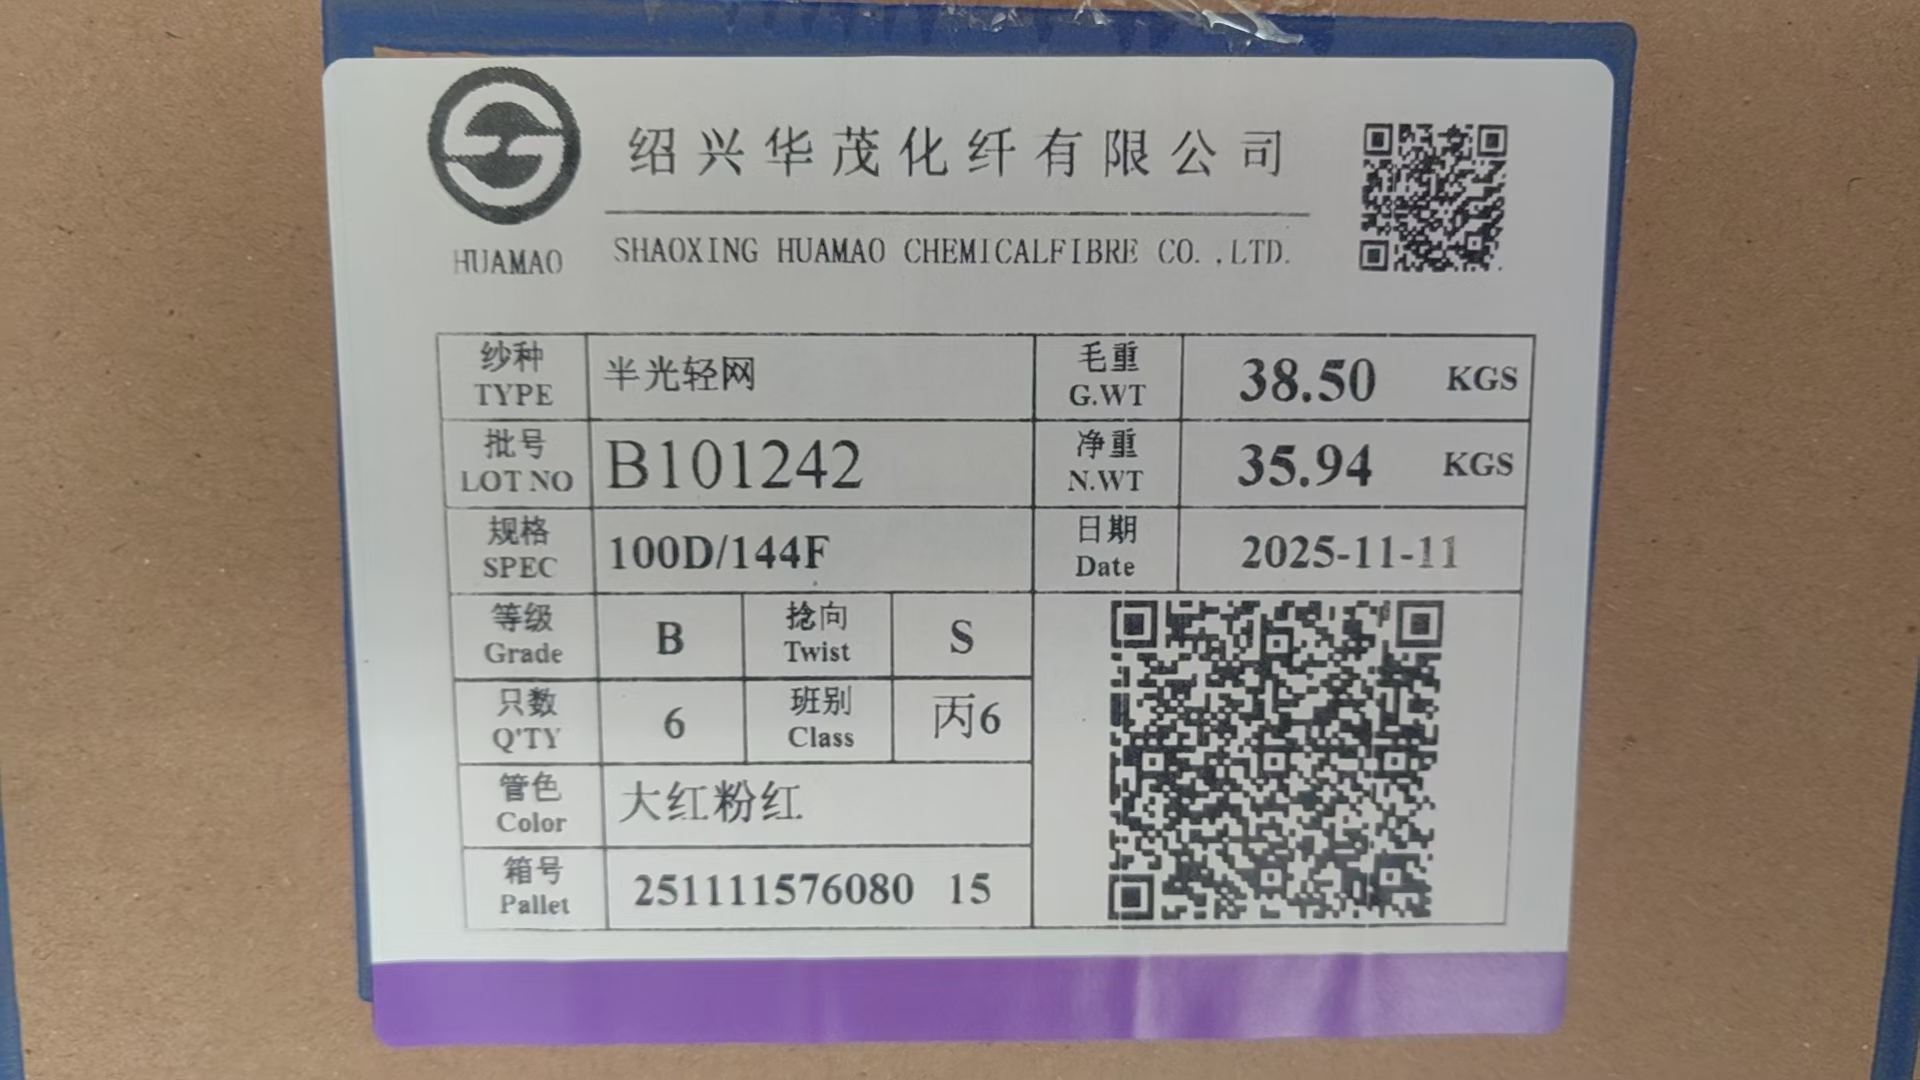 绍兴华茂化纤有限公司
HUAMAO
SHAOXING HUAMAO CHEMICALFIBRE CO.,LTD.
纱种 TYPE 半光轻网 毛重 G.WT 38.50 KGS
批号 LOT NO B101242 净重 N.WT 35.94 KGS
规格 SPEC 100D/144F 日期 Date 2025-11-11
等级 Grade B 捻向 Twist S
只数 Q'TY 6 班别 Class 丙6
管色 Color 大红粉红
箱号 Pallet 251111576080 15